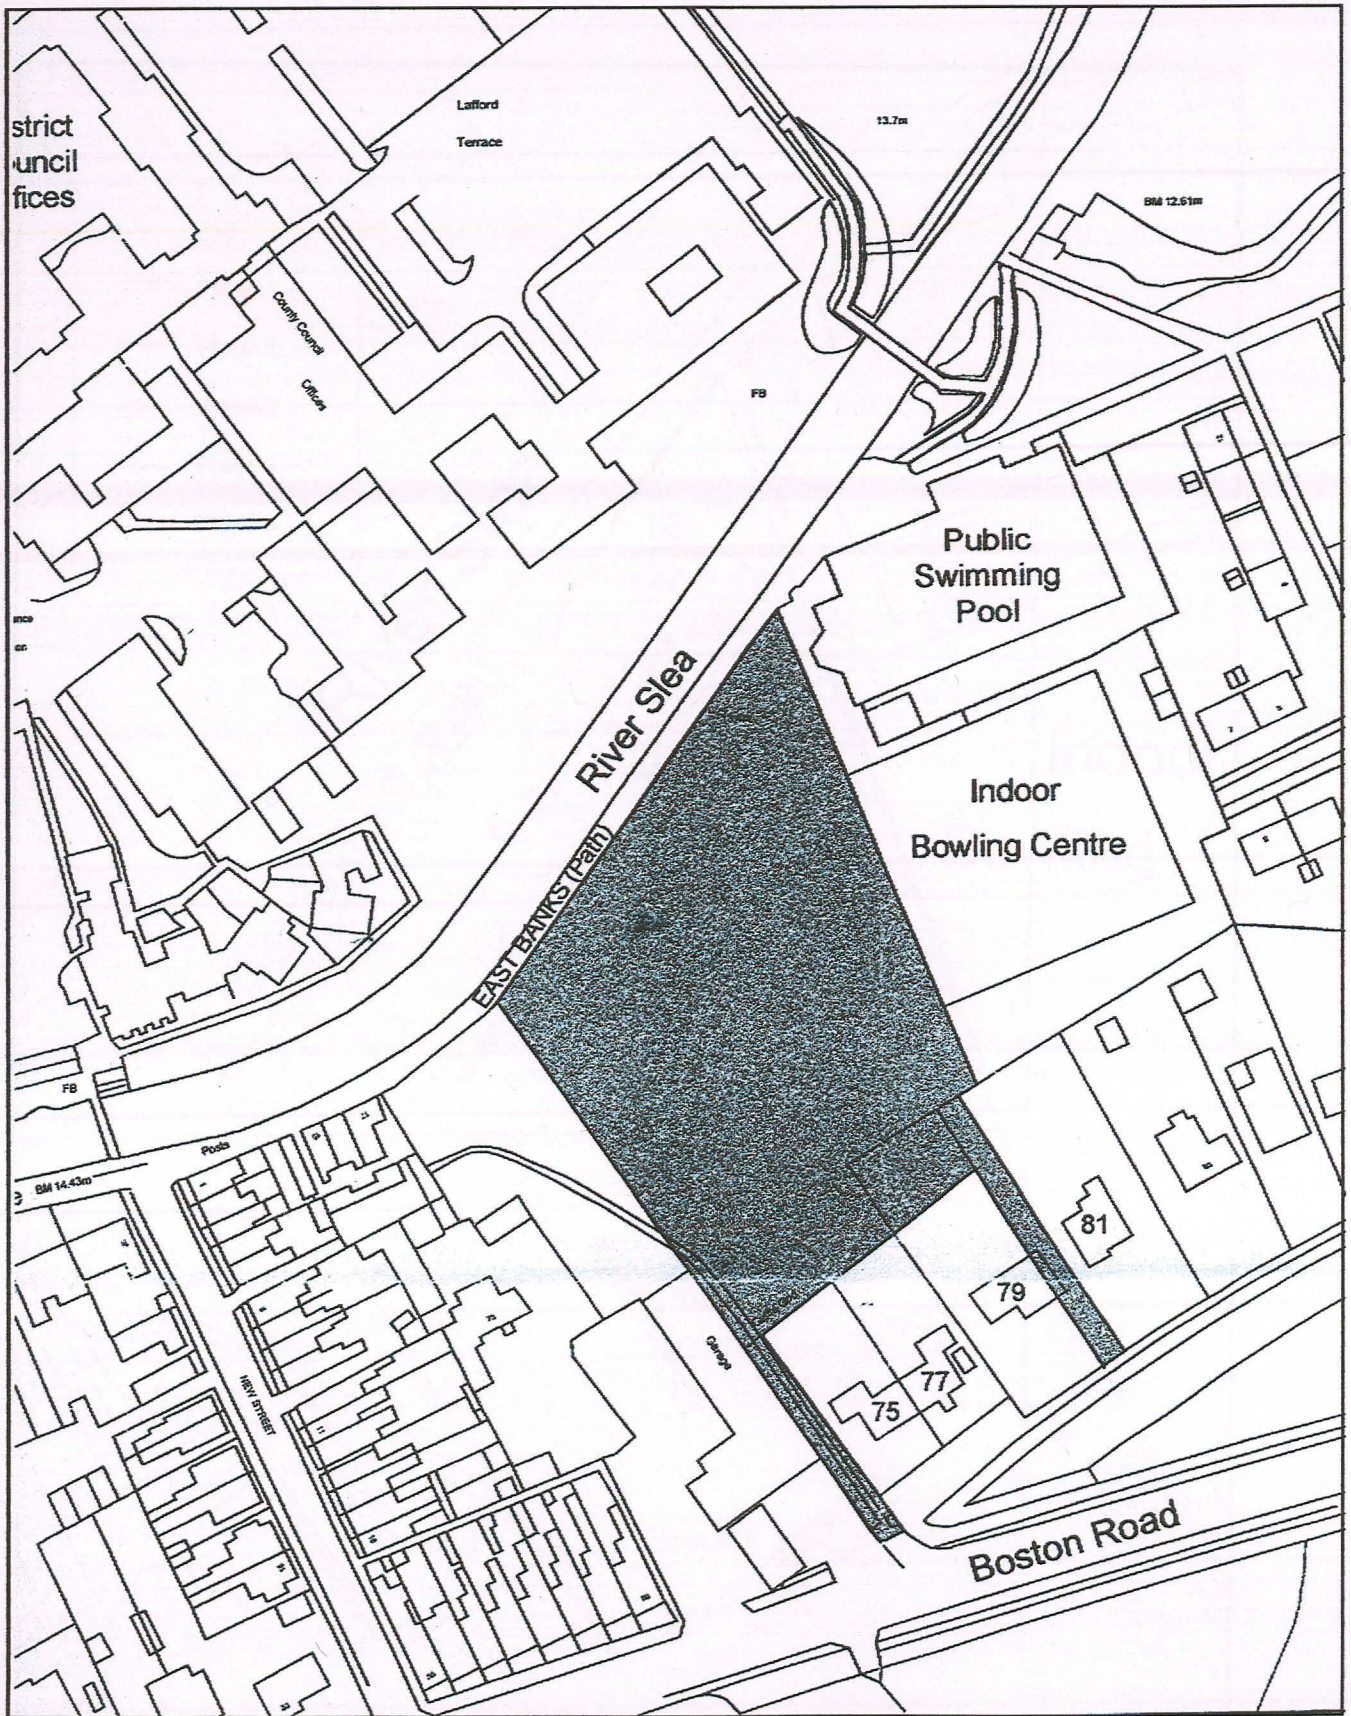 strict
uncil
fices
Lafford
Terrace
13.7m
BM 12.61m
County Council
Offices
FB
Public
Swimming
Pool
River Slea
Indoor
Bowling Centre
EAST BANKS (Path)
FB
Posts
BM 14.43m
81
79
77
75
Garage
NEW STREET
Boston Road